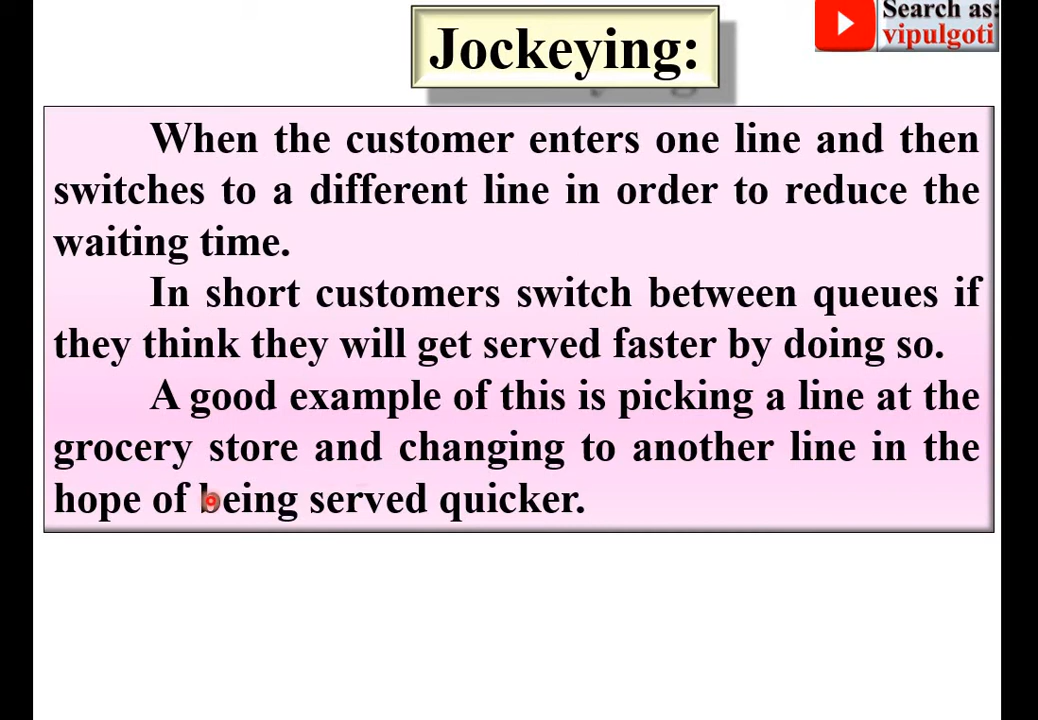 Search as:
vipulgoti
Jockeying:
When the customer enters one line and then
switches to a different line in order to reduce the
waiting time.
In short customers switch between queues if
they think they will get served faster by doing so.
A good example of this is picking a line at the
grocery store and changing to another line in the
hope of being served quicker.